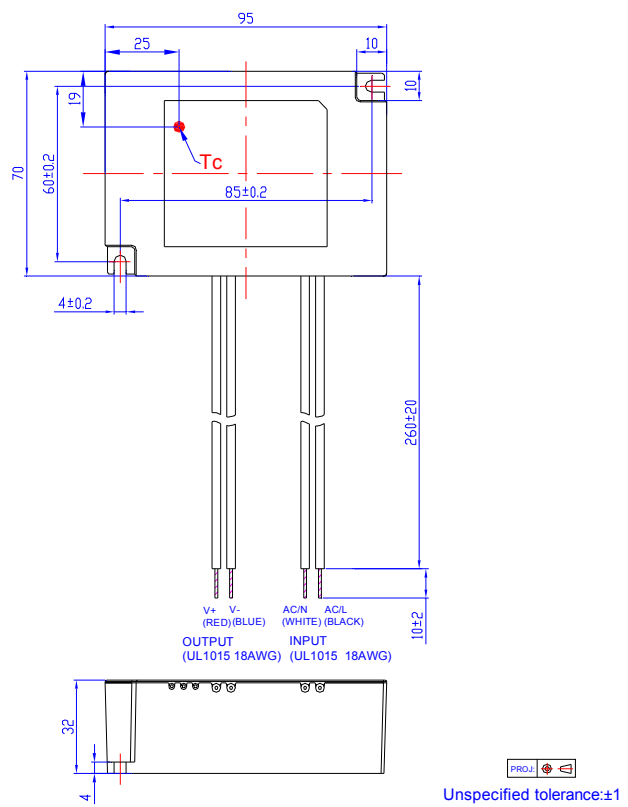 95
25
10
10
19
70
60±0.2
Tc
85±0.2
4±0.2
260±20
10±2
V+ V- AC/N AC/L
(RED) (BLUE) (WHITE) (BLACK)
OUTPUT INPUT
(UL1015 18AWG) (UL1015 18AWG)
32
4
PROJ:
Unspecified tolerance:±1